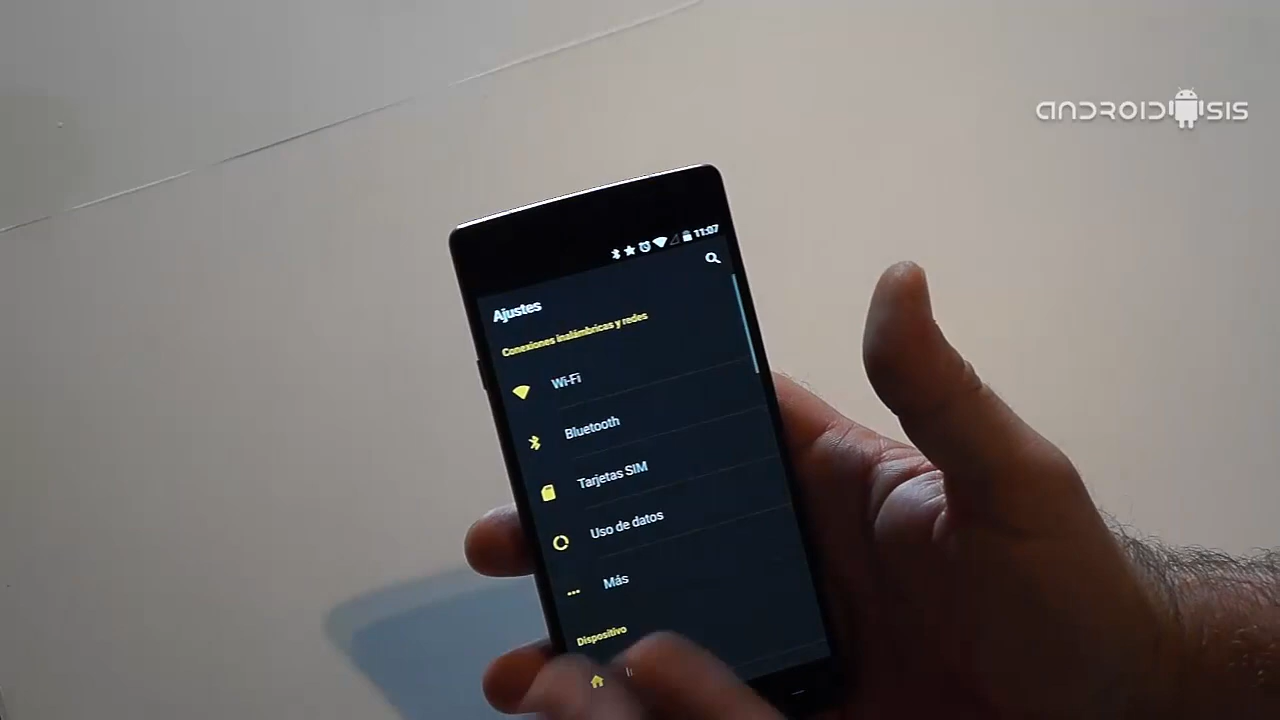 ANDROIDSIS
11:07
Ajustes
Conexiones inalámbricas y redes
Wi-Fi
Bluetooth
Tarjetas SIM
Uso de datos
Más
Dispositivo